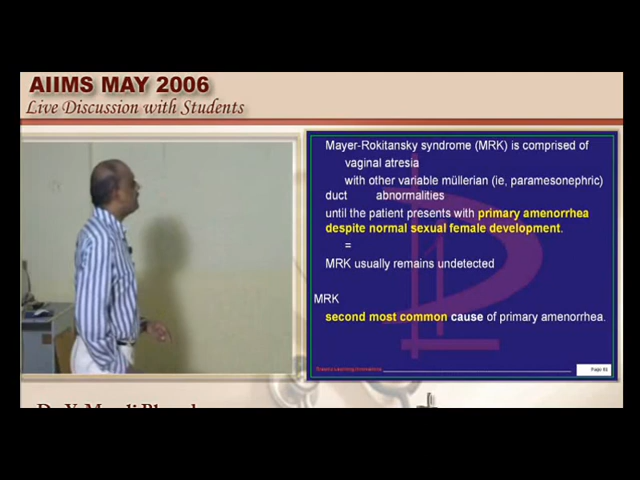 AIIMS MAY 2006
Live Discussion with Students
Mayer-Rokitansky syndrome (MRK) is comprised of
vaginal atresia
with other variable müllerian (ie, paramesonephric)
duct abnormalities
until the patient presents with primary amenorrhea
despite normal sexual female development.
=
MRK usually remains undetected
MRK
second most common cause of primary amenorrhea.
Page 51